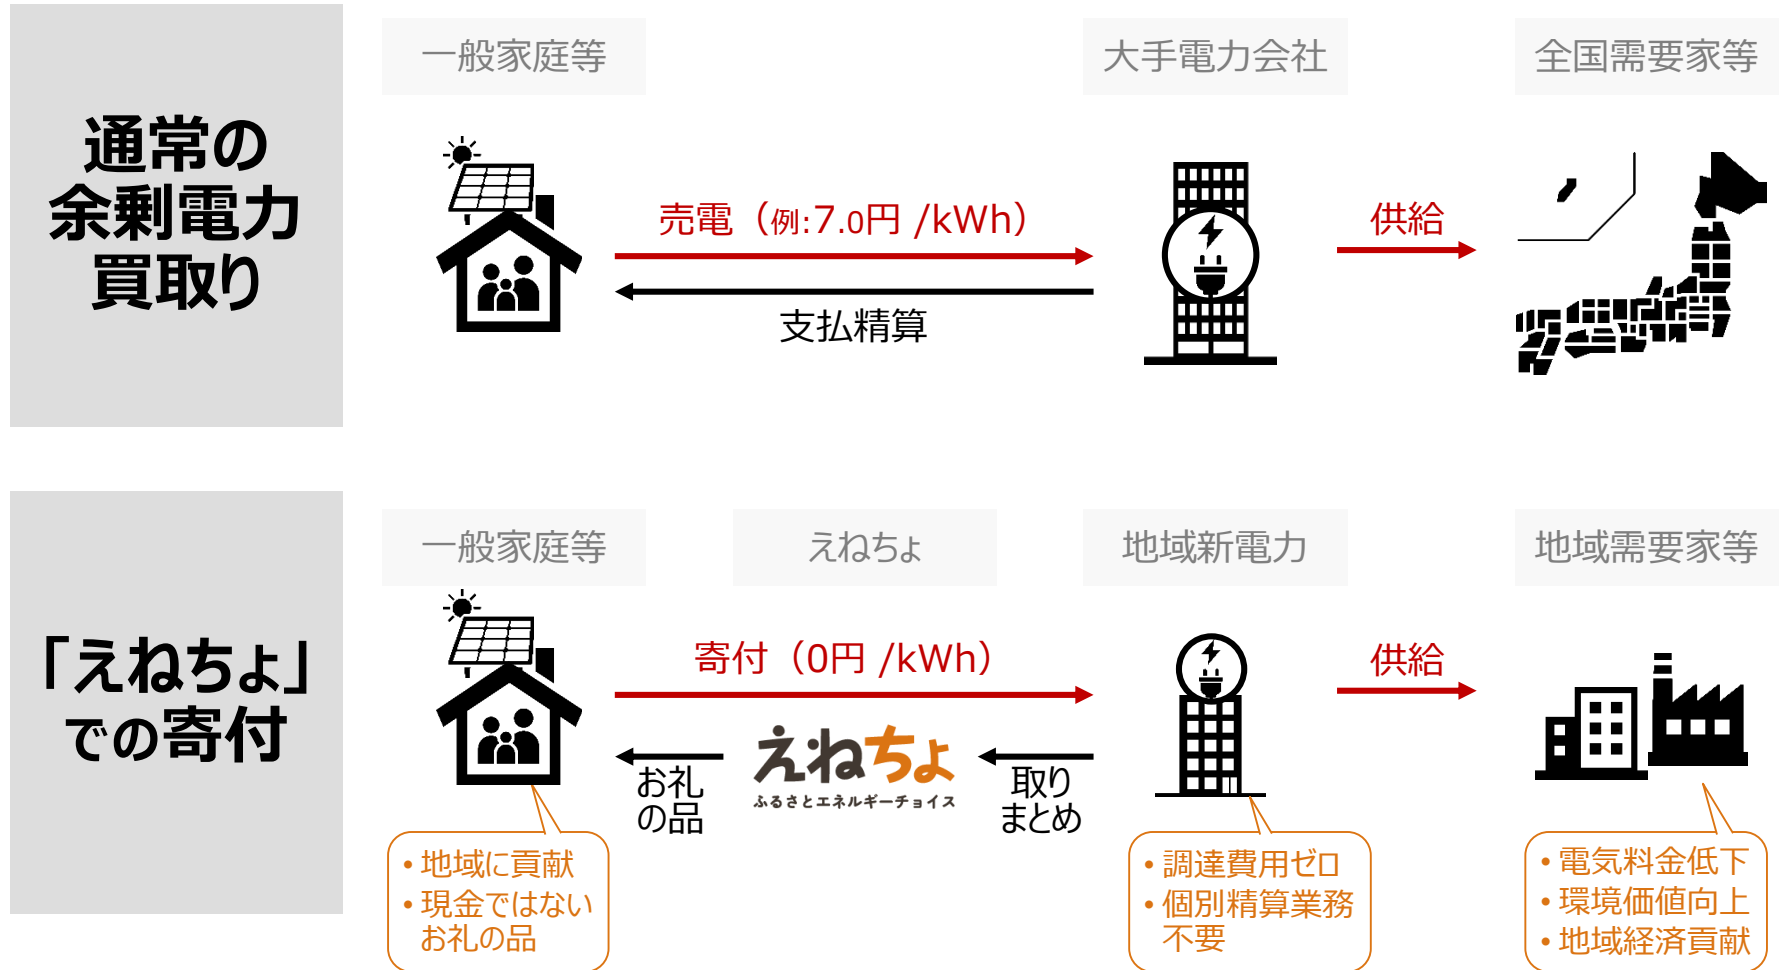 通常の
余剰電力
買取り
一般家庭等
大手電力会社
全国需要家等
売電（例:7.0円 /kWh）
支払精算
供給
「えねちょ」
での寄付
一般家庭等
えねちょ
地域新電力
地域需要家等
寄付（0円 /kWh）
供給
お礼
の品
えねちょ
ふるさとエネルギーチョイス
取り
まとめ
•地域に貢献
•現金ではない
お礼の品
•調達費用ゼロ
•個別精算業務
不要
•電気料金低下
•環境価値向上
•地域経済貢献